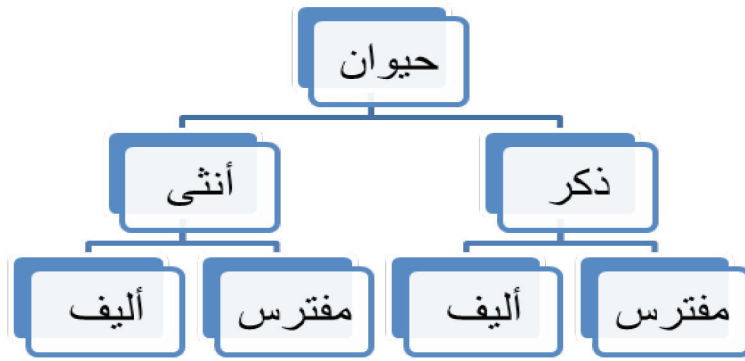 حيوان
ذكر
أنثى
مفترس
أليف
مفترس
أليف